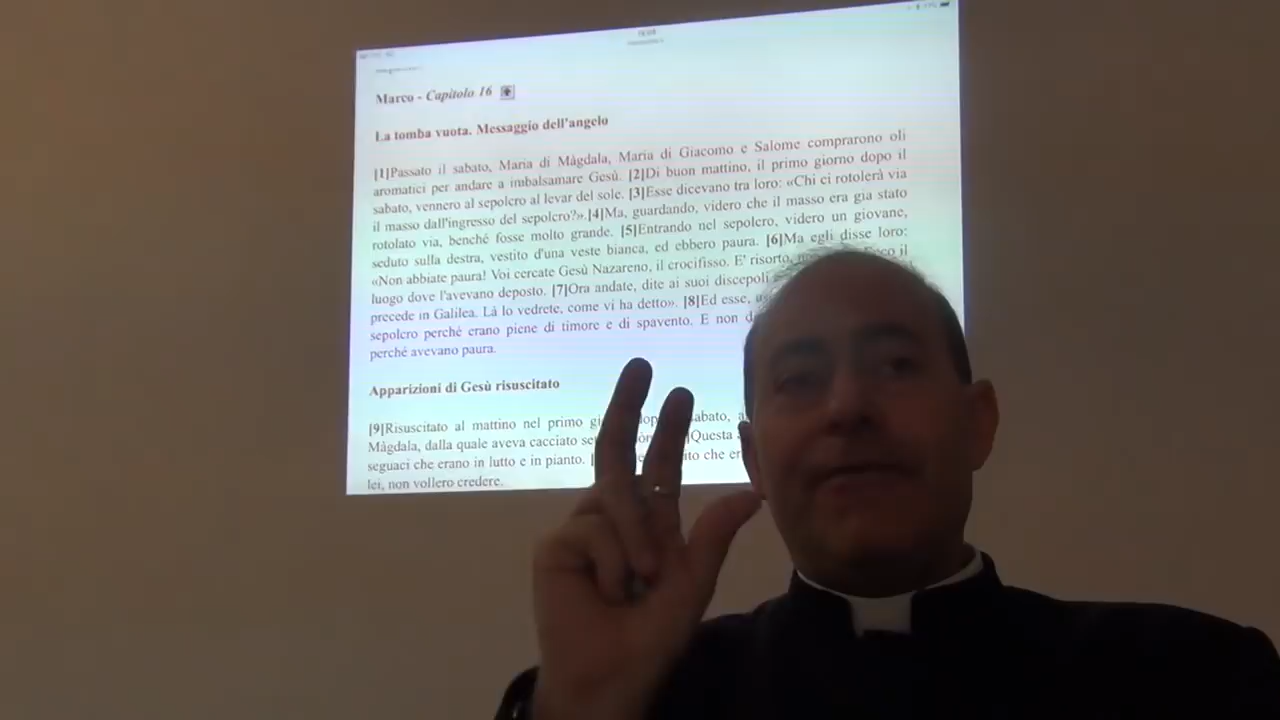 Marco - Capitolo 16
La tomba vuota. Messaggio dell'angelo
[1]Passato il sabato, Maria di Màgdala, Maria di Giacomo e Salome comprarono oli
aromatici per andare a imbalsamare Gesù. [2]Di buon mattino, il primo giorno dopo il
sabato, vennero al sepolcro al levar del sole. [3]Esse dicevano tra loro: «Chi ci rotolerà via
il masso dall'ingresso del sepolcro?».[4]Ma, guardando, videro che il masso era già stato
rotolato via, benché fosse molto grande. [5]Entrando nel sepolcro, videro un giovane,
seduto sulla destra, vestito d'una veste bianca, ed ebbero paura. [6]Ma egli disse loro:
«Non abbiate paura! Voi cercate Gesù Nazareno, il crocifisso. E' risorto, il
luogo dove l'avevano deposto. [7]Ora andate, dite ai suoi discepoli
precede in Galilea. Là lo vedrete, come vi ha detto». [8]Ed esse,
sepolcro perché erano piene di timore e di spavento. E non
perché avevano paura.
Apparizioni di Gesù risuscitato
[9]Risuscitato al mattino nel primo sabato,
Màgdala, dalla quale aveva cacciato Questa
seguaci che erano in lutto e in pianto. che
lei, non vollero credere.